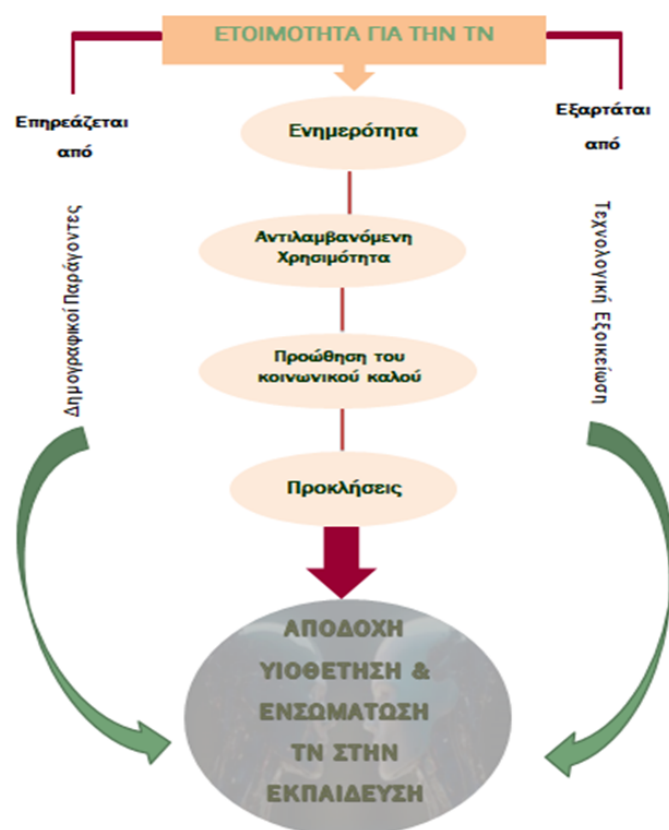 ΕΤΟΙΜΟΤΗΤΑ ΓΙΑ ΤΗΝ ΤΝ
Επηρεάζεται
από
Δημογραφικοί Παράγοντες
Ενημερότητα
Αντιλαμβανόμενη
Χρησιμότητα
Προώθηση του
κοινωνικού καλού
Προκλήσεις
Εξαρτάται
από
Τεχνολογική Εξοικείωση
ΑΠΟΔΟΧΗ
ΥΙΟΘΕΤΗΣΗ &
ΕΝΣΩΜΑΤΩΣΗ
ΤΝ ΣΤΗΝ
ΕΚΠΑΙΔΕΥΣΗ